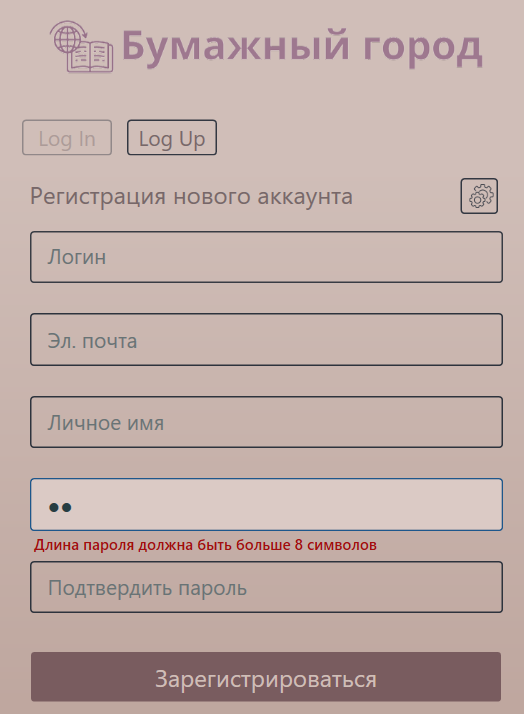 Бумажный город
Log In
Log Up
Регистрация нового аккаунта
Логин
Эл. почта
Личное имя
••
Длина пароля должна быть больше 8 символов
Подтвердить пароль
Зарегистрироваться